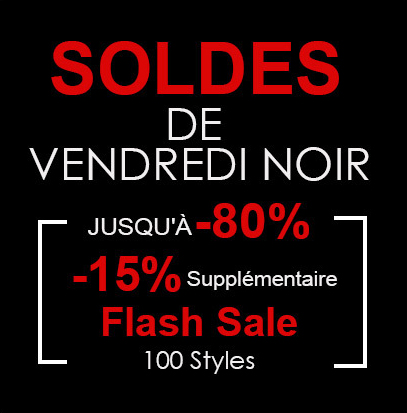 SOLDES
DE
VENDREDI NOIR
JUSQU'À -80%
-15% Supplémentaire
Flash Sale
100 Styles